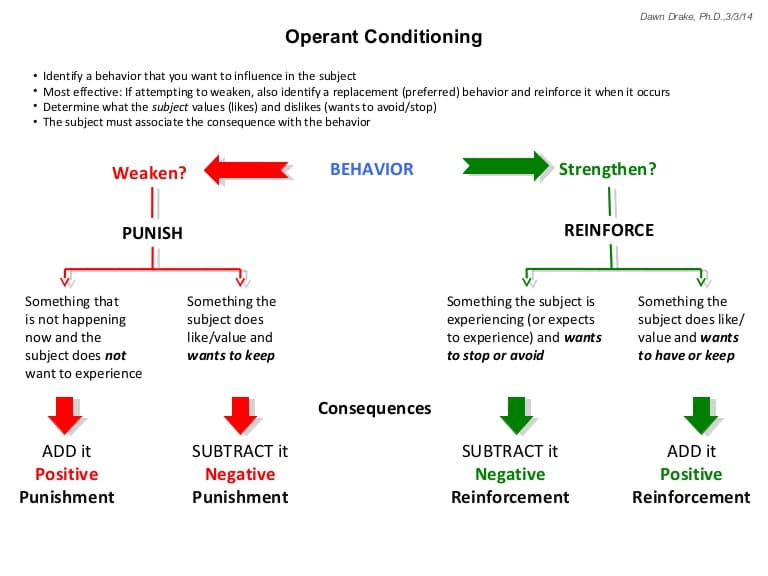 Dawn Drake, Ph.D.,3/3/14
Operant Conditioning
• Identify a behavior that you want to influence in the subject
• Most effective: If attempting to weaken, also identify a replacement (preferred) behavior and reinforce it when it occurs
• Determine what the subject values (likes) and dislikes (wants to avoid/stop)
• The subject must associate the consequence with the behavior
Weaken?
BEHAVIOR
Strengthen?
PUNISH
REINFORCE
Something that
is not happening
now and the
subject does not
want to experience
Something the
subject does
like/value and
wants to keep
Something the subject is
experiencing (or expects
to experience) and wants
to stop or avoid
Something the
subject does like/
value and wants
to have or keep
Consequences
ADD it
Positive
Punishment
SUBTRACT it
Negative
Punishment
SUBTRACT it
Negative
Reinforcement
ADD it
Positive
Reinforcement